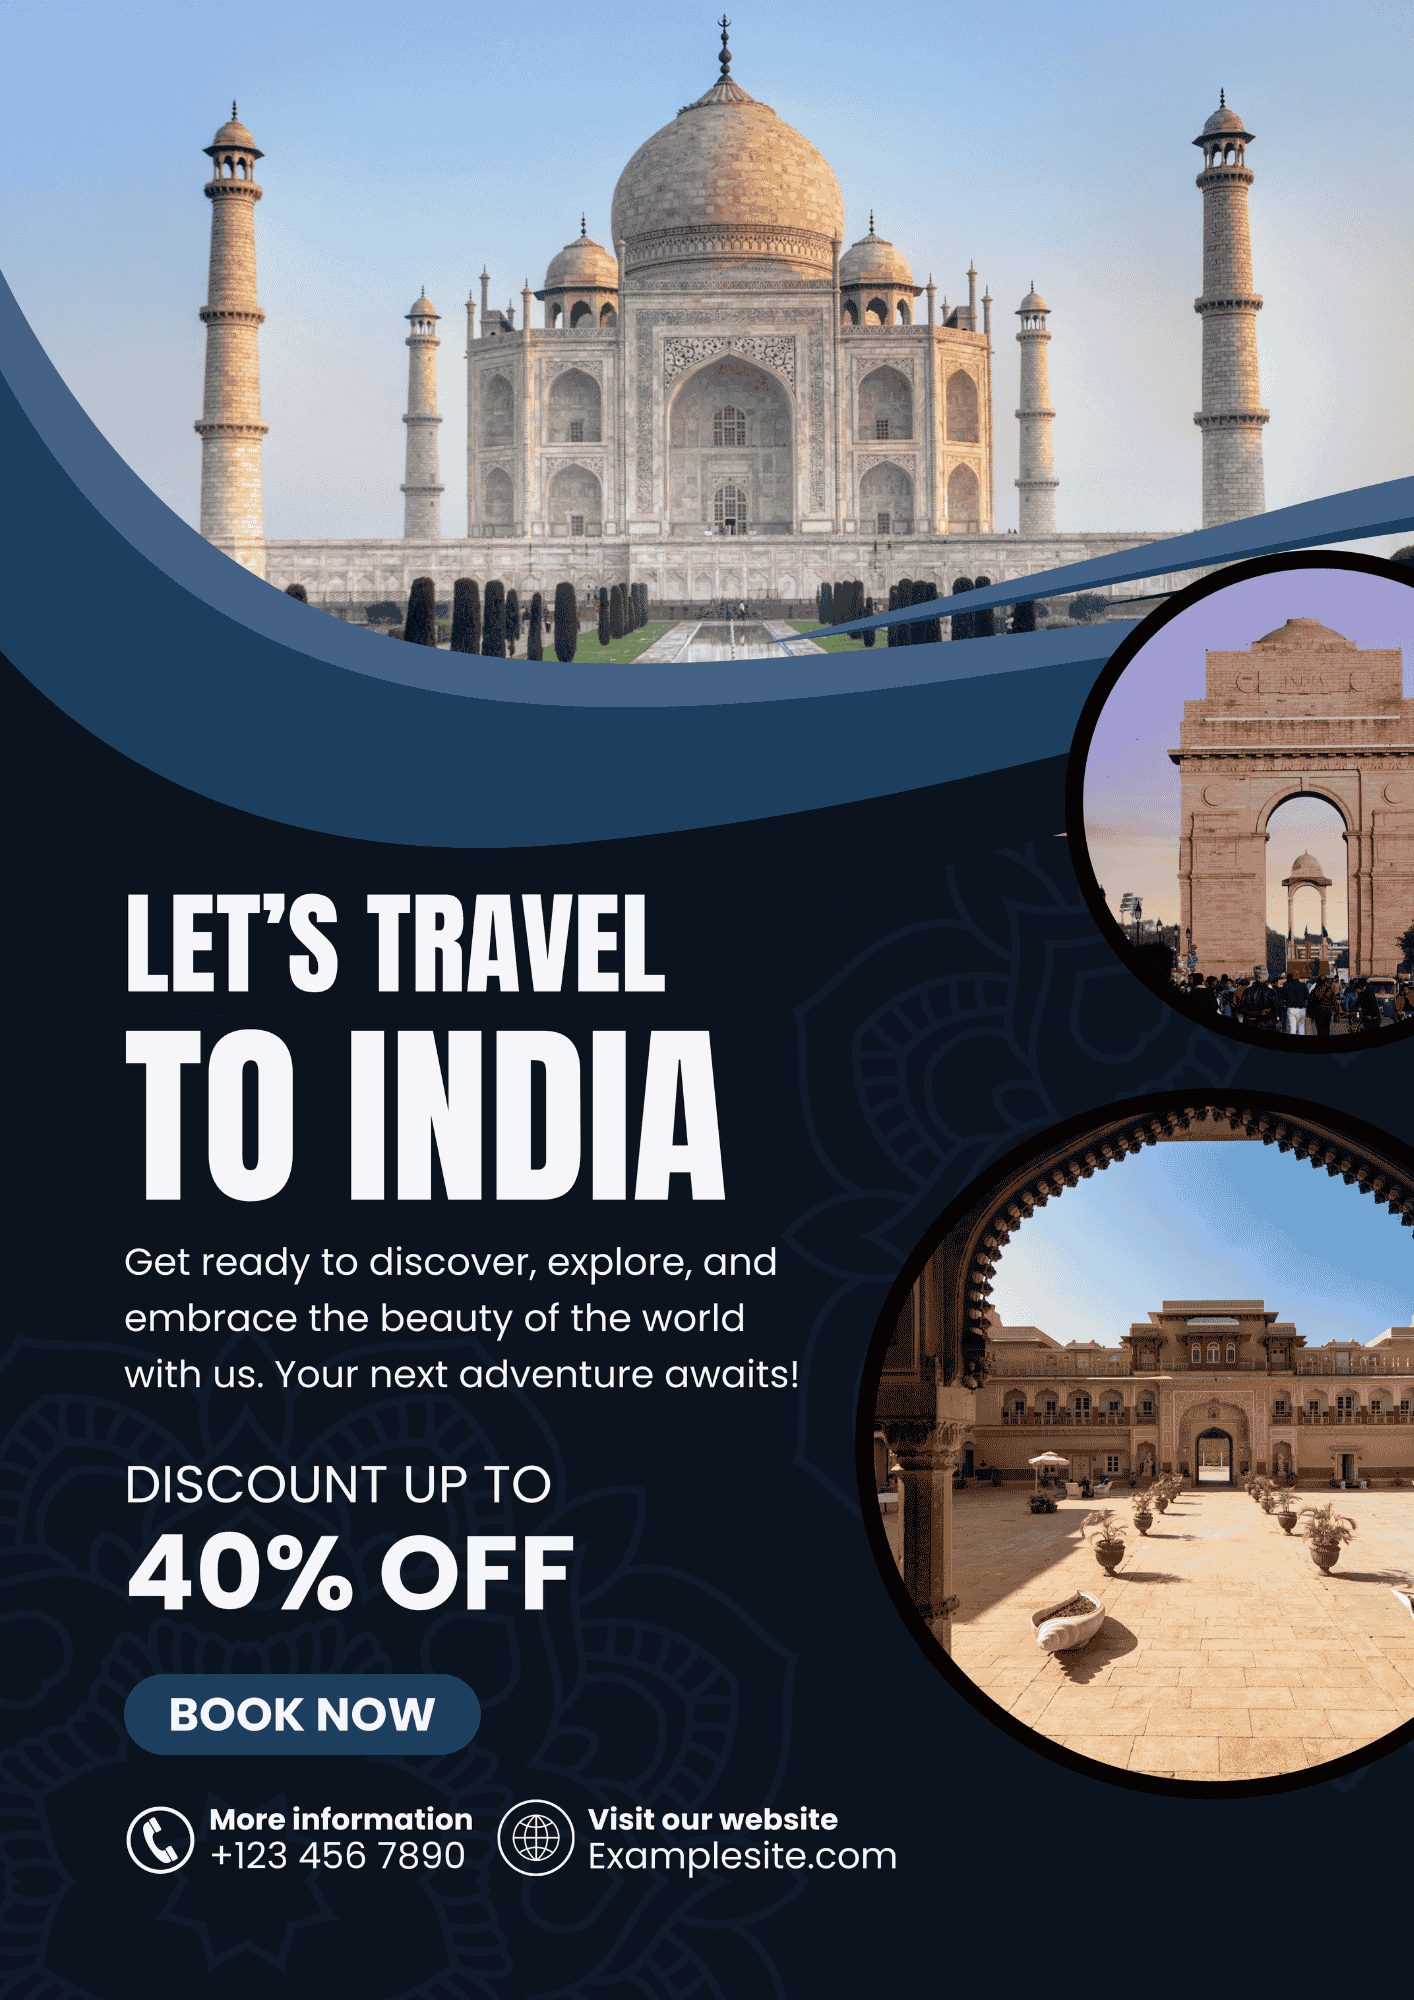 INDIA
LET'S TRAVEL
TO INDIA
Get ready to discover, explore, and
embrace the beauty of the world
with us. Your next adventure awaits!
DISCOUNT UP TO
40% OFF
BOOK NOW
More information
+123 456 7890
Visit our website
Examplesite.com